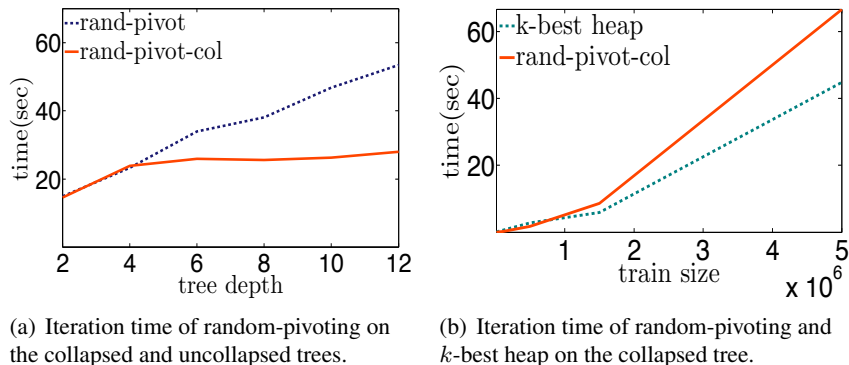 60
40
20
2 4 6 8 10 12
time(sec)
tree depth
rand-pivot
rand-pivot-col
60
40
20
1 2 3 4 5
x 10^6
time(sec)
train size
k-best heap
rand-pivot-col
(a) Iteration time of random-pivoting on
the collapsed and uncollapsed trees.
(b) Iteration time of random-pivoting and
k-best heap on the collapsed tree.